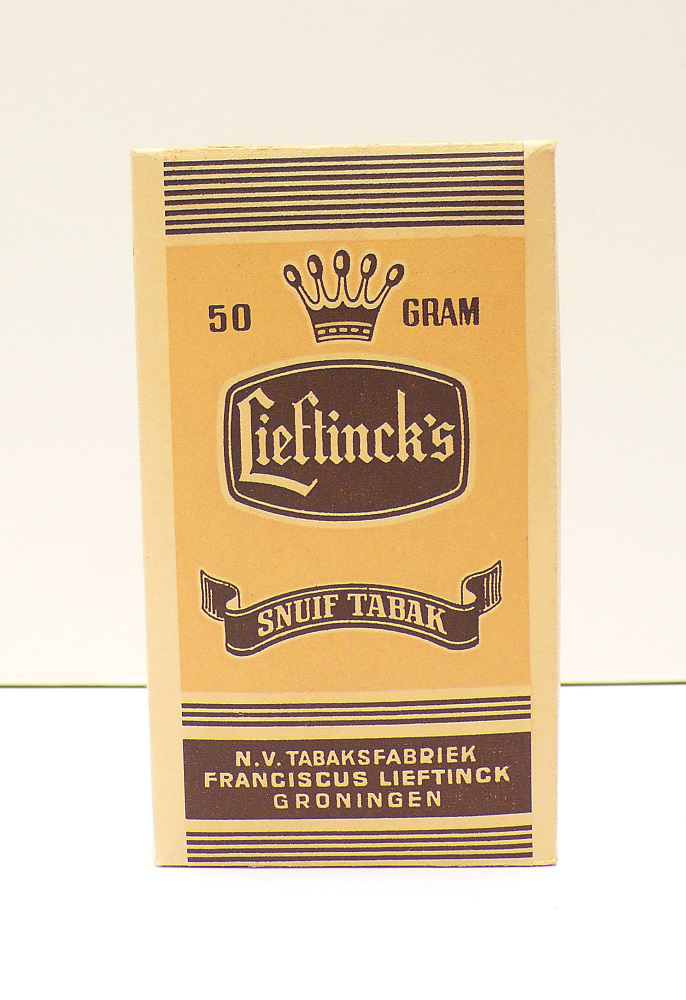 50 GRAM
Lieftinck's
SNUIF TABAK
N.V. TABAKSFABRIEK
FRANCISCUS LIEFTINCK
GRONINGEN